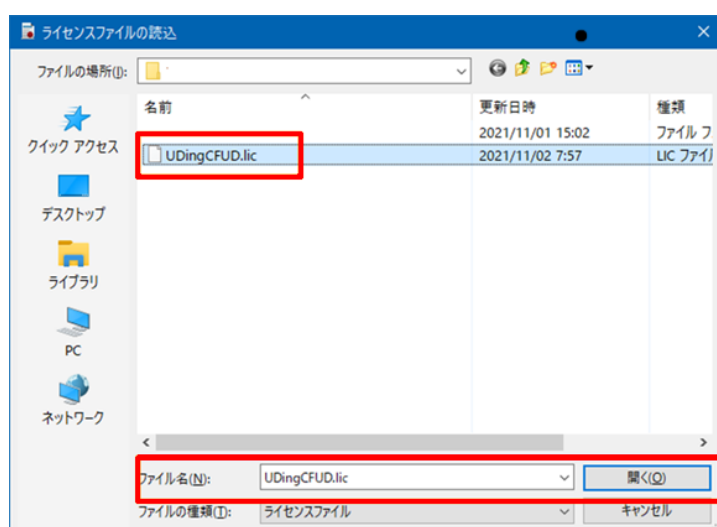 ライセンスファイルの読込
ファイルの場所(I):
名前 更新日時 種類
2021/11/01 15:02 ファイル フ
UDingCFUD.lic 2021/11/02 7:57 LIC ファイ
クイック アクセス
デスクトップ
ライブラリ
PC
ネットワーク
ファイル名(N): UDingCFUD.lic 開く(O)
ファイルの種類(T): ライセンスファイル キャンセル